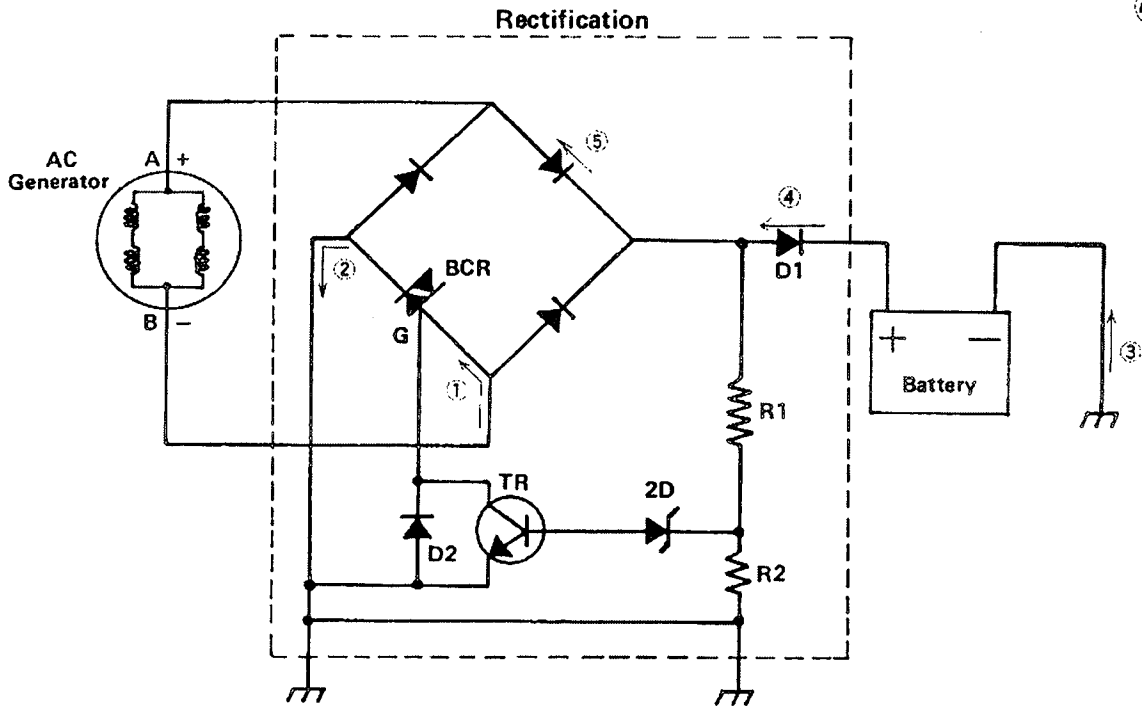 Rectification
AC
Generator
A +
B −
⑤
④
②
BCR
D1
G
①
③
+ −
Battery
R1
TR
2D
D2
R2